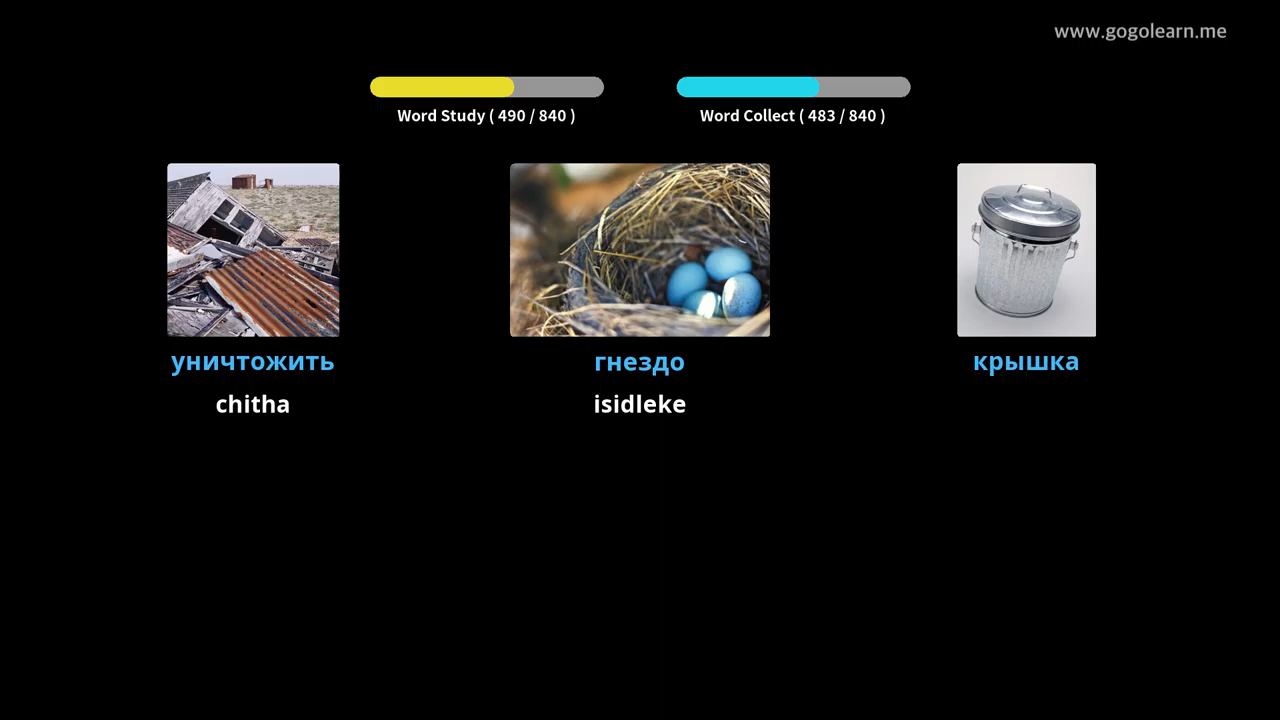 www.gogolearn.me
Word Study ( 490 / 840 )
Word Collect ( 483 / 840 )
уничтожить
гнездо
крышка
chitha
isidleke